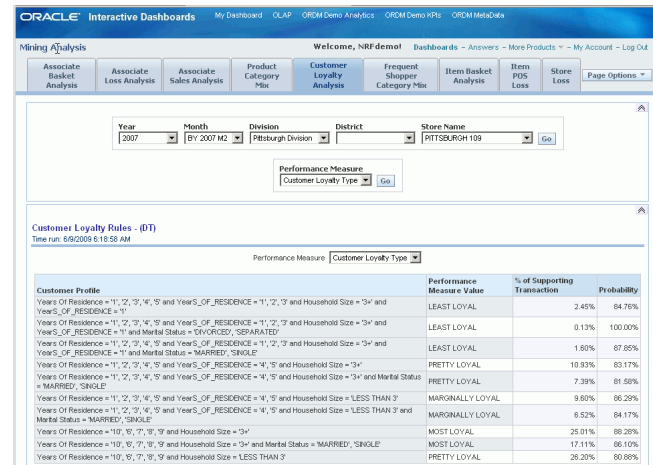 ORACLE Interactive Dashboards My Dashboard OLAP ORDM Demo Analytics ORDM Demo KPIs ORDM MetaData
Mining Analysis Welcome, NRFdemo! Dashboards - Answers - More Products - My Account - Log Out
Associate Basket Analysis
Associate Loss Analysis
Associate Sales Analysis
Product Category Mix
Customer Loyalty Analysis
Frequent Shopper Category Mix
Item Basket Analysis
Item POS Loss
Store Loss
Page Options
Year Month Division District Store Name
2007 BY 2007 M2 Pittsburgh Division PITTSBURGH 109 Go
Performance Measure
Customer Loyalty Type Go
Customer Loyalty Rules - (DT)
Time run: 6/9/2009 6:18:58 AM
Performance Measure Customer Loyalty Type
Customer Profile Performance Measure Value % of Supporting Transaction Probability
Years Of Residence = '1', '2', '3', '4', '5' and YearS_OF_RESIDENCE = '1', '2', '3' and Household Size = '3+' and
YearS_OF_RESIDENCE = '1' LEAST LOYAL 2.45% 84.76%
Years Of Residence = '1', '2', '3', '4', '5' and YearS_OF_RESIDENCE = '1', '2', '3' and Household Size = '3+' and
YearS_OF_RESIDENCE = '1' and Marital Status = 'DIVORCED', 'SEPARATED' LEAST LOYAL 0.13% 100.00%
Years Of Residence = '1', '2', '3', '4', '5' and YearS_OF_RESIDENCE = '1', '2', '3' and Household Size = '3+' and
YearS_OF_RESIDENCE = '1' and Marital Status = 'MARRIED', 'SINGLE' LEAST LOYAL 1.60% 87.85%
Years Of Residence = '1', '2', '3', '4', '5' and YearS_OF_RESIDENCE = '4', '5' and Household Size = '3+' PRETTY LOYAL 10.93% 83.17%
Years Of Residence = '1', '2', '3', '4', '5' and YearS_OF_RESIDENCE = '4', '5' and Household Size = '3+' and Marital Status
= 'MARRIED', 'SINGLE' PRETTY LOYAL 7.39% 81.58%
Years Of Residence = '1', '2', '3', '4', '5' and YearS_OF_RESIDENCE = '4', '5' and Household Size = 'LESS THAN 3' MARGINALLY LOYAL 9.60% 86.29%
Years Of Residence = '1', '2', '3', '4', '5' and YearS_OF_RESIDENCE = '4', '5' and Household Size = 'LESS THAN 3' and
Marital Status = 'MARRIED', 'SINGLE' MARGINALLY LOYAL 6.52% 84.17%
Years Of Residence = '10', '6', '7', '8', '9' and Household Size = '3+' MOST LOYAL 25.01% 88.28%
Years Of Residence = '10', '6', '7', '8', '9' and Household Size = '3+' and Marital Status = 'MARRIED', 'SINGLE' MOST LOYAL 17.11% 86.10%
Years Of Residence = '10', '6', '7', '8', '9' and Household Size = 'LESS THAN 3' PRETTY LOYAL 26.20% 80.88%